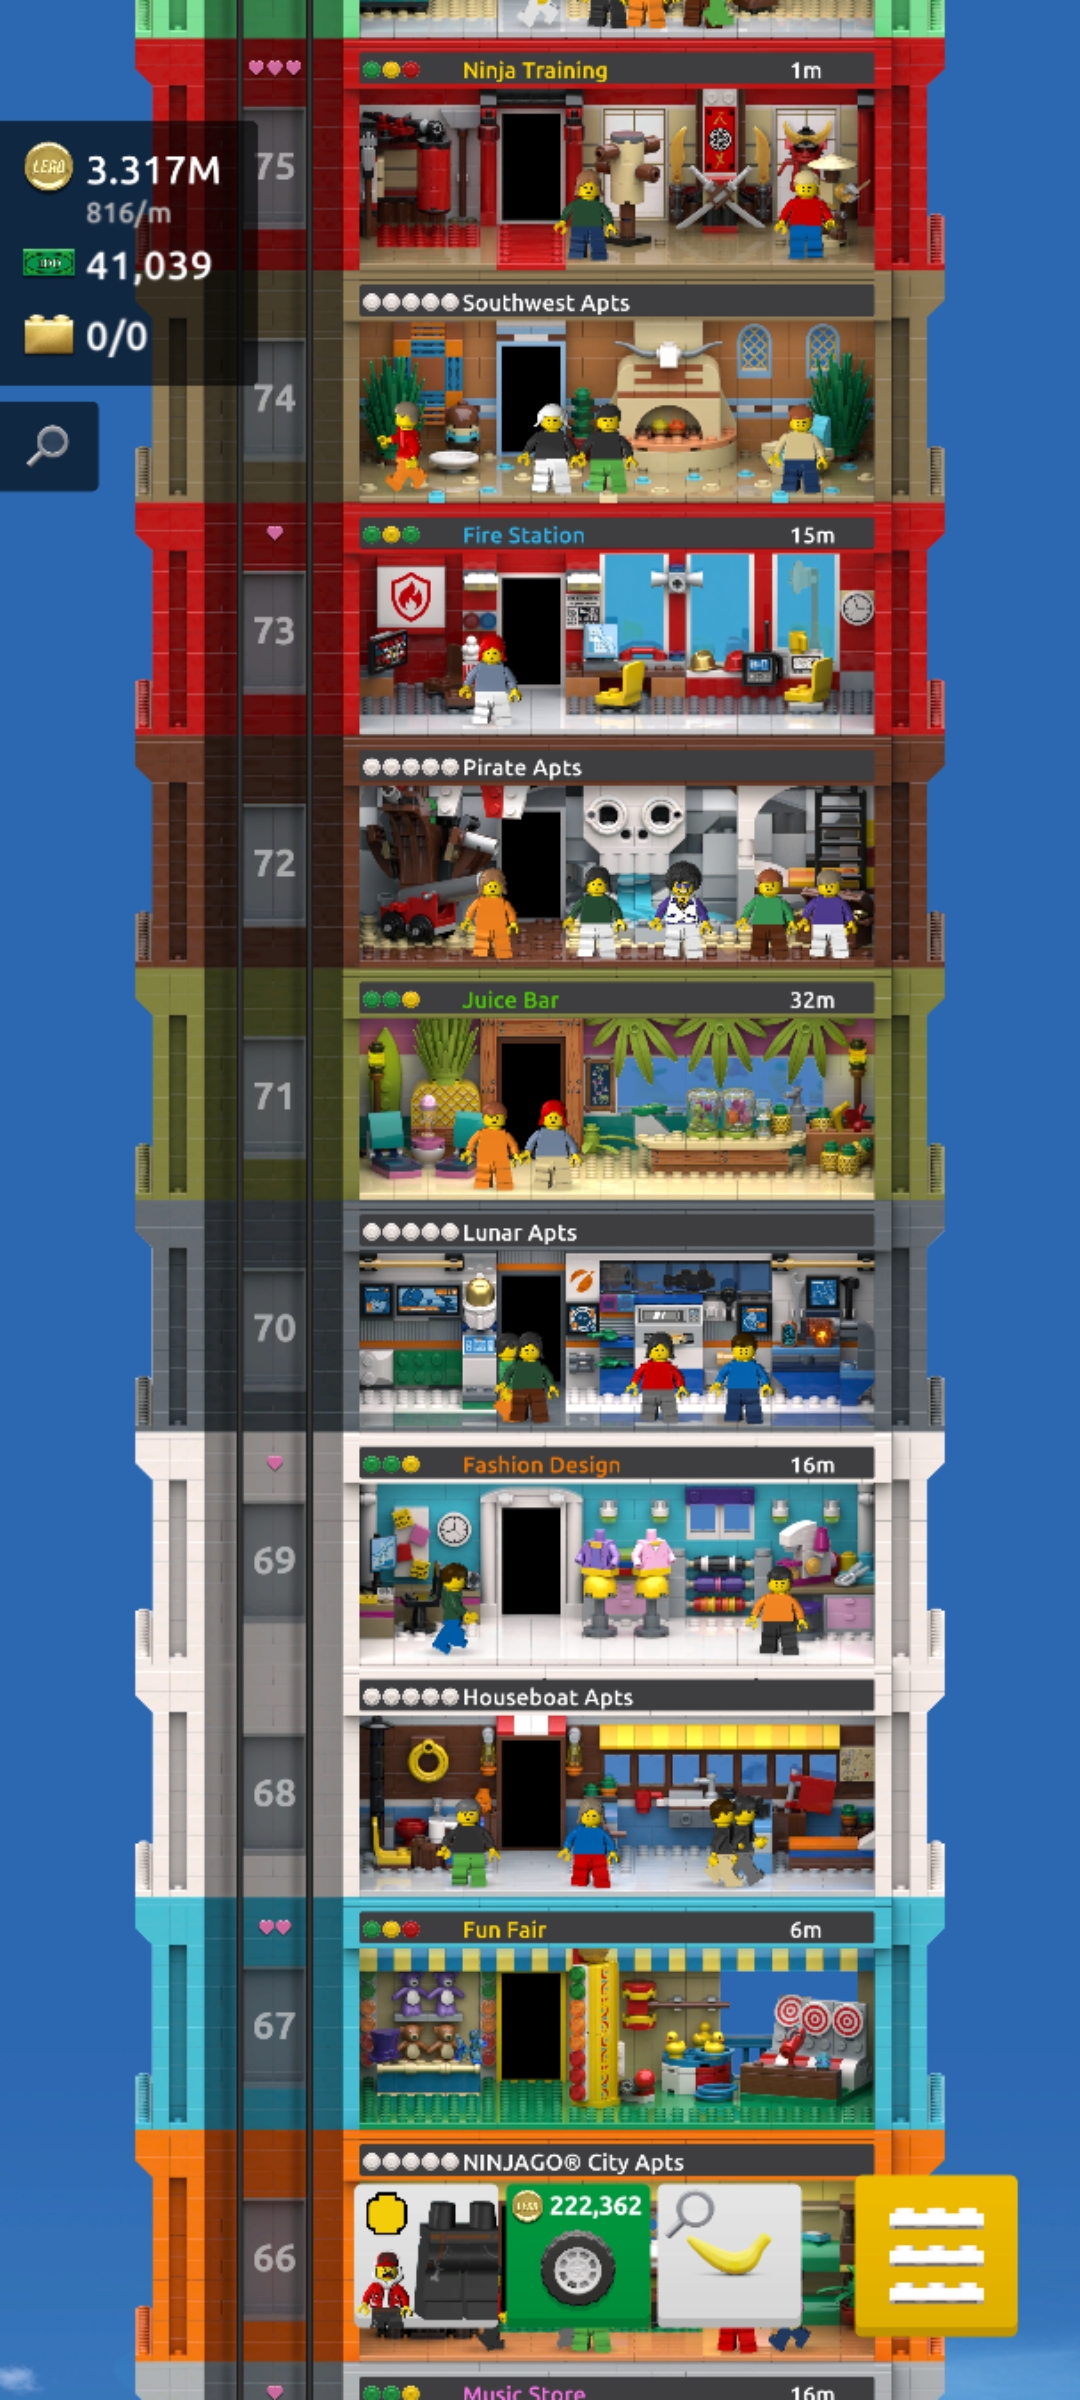 Ninja Training 1m
75
LEGO 3.317M
816/m
41,039
0/0
Southwest Apts
74
Fire Station 15m
73
Pirate Apts
72
Juice Bar 32m
71
Lunar Apts
70
Fashion Design 16m
69
Houseboat Apts
68
Fun Fair 6m
67
NINJAGO® City Apts
222,362
66
Music Store 16m